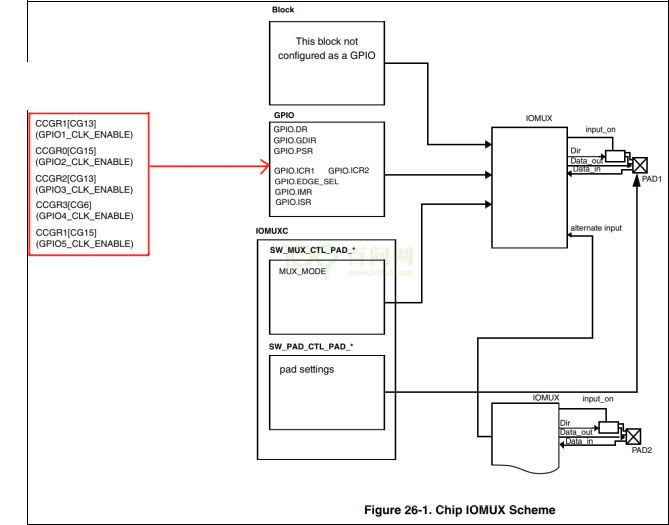 Block
This block not
configured as a GPIO
CCGR1[CG13]
(GPIO1_CLK_ENABLE)
CCGR0[CG15]
(GPIO2_CLK_ENABLE)
CCGR2[CG13]
(GPIO3_CLK_ENABLE)
CCGR3[CG6]
(GPIO4_CLK_ENABLE)
CCGR1[CG15]
(GPIO5_CLK_ENABLE)
GPIO
GPIO.DR
GPIO.GDIR
GPIO.PSR
GPIO.ICR1 GPIO.ICR2
GPIO.EDGE_SEL
GPIO.IMR
GPIO.ISR
IOMUX
input_on
Dir
Data_out
Data_in
PAD1
alternate input
IOMUXC
SW_MUX_CTL_PAD_*
MUX_MODE
百问网
SW_PAD_CTL_PAD_*
pad settings
IOMUX
input_on
Dir
Data_out
Data_in
PAD2
Figure 26-1. Chip IOMUX Scheme